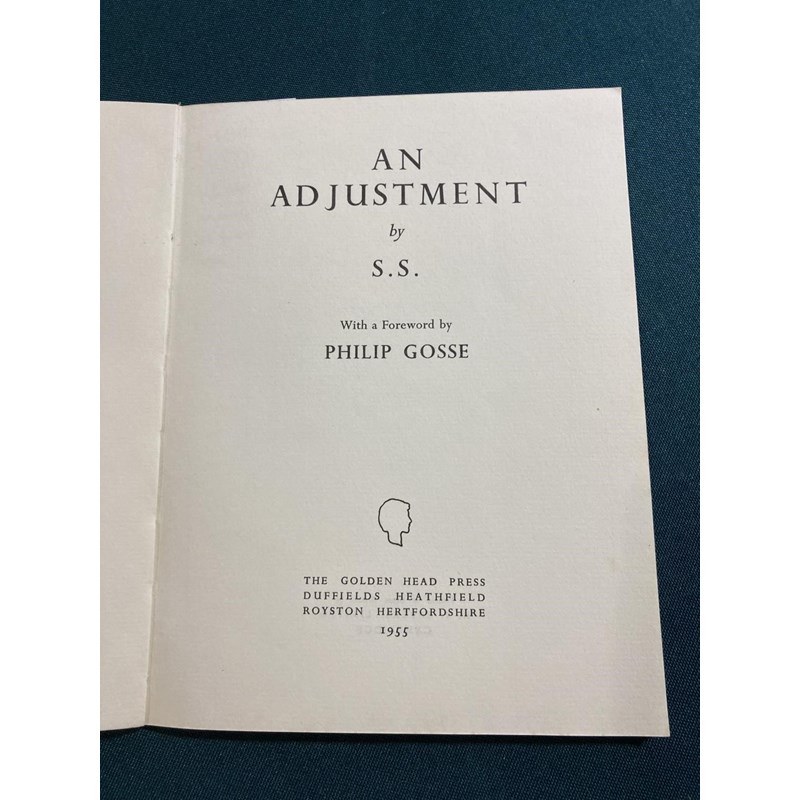 AN
ADJUSTMENT
by
S.S.
With a Foreword by
PHILIP GOSSE
THE GOLDEN HEAD PRESS
DUFFIELDS HEATHFIELD
ROYSTON HERTFORDSHIRE
1955